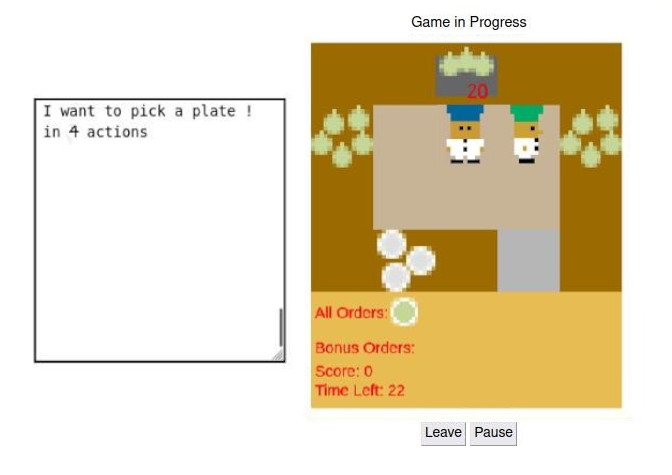 Game in Progress
I want to pick a plate !
in 4 actions
20
All Orders:
Bonus Orders:
Score: 0
Time Left: 22
Leave Pause